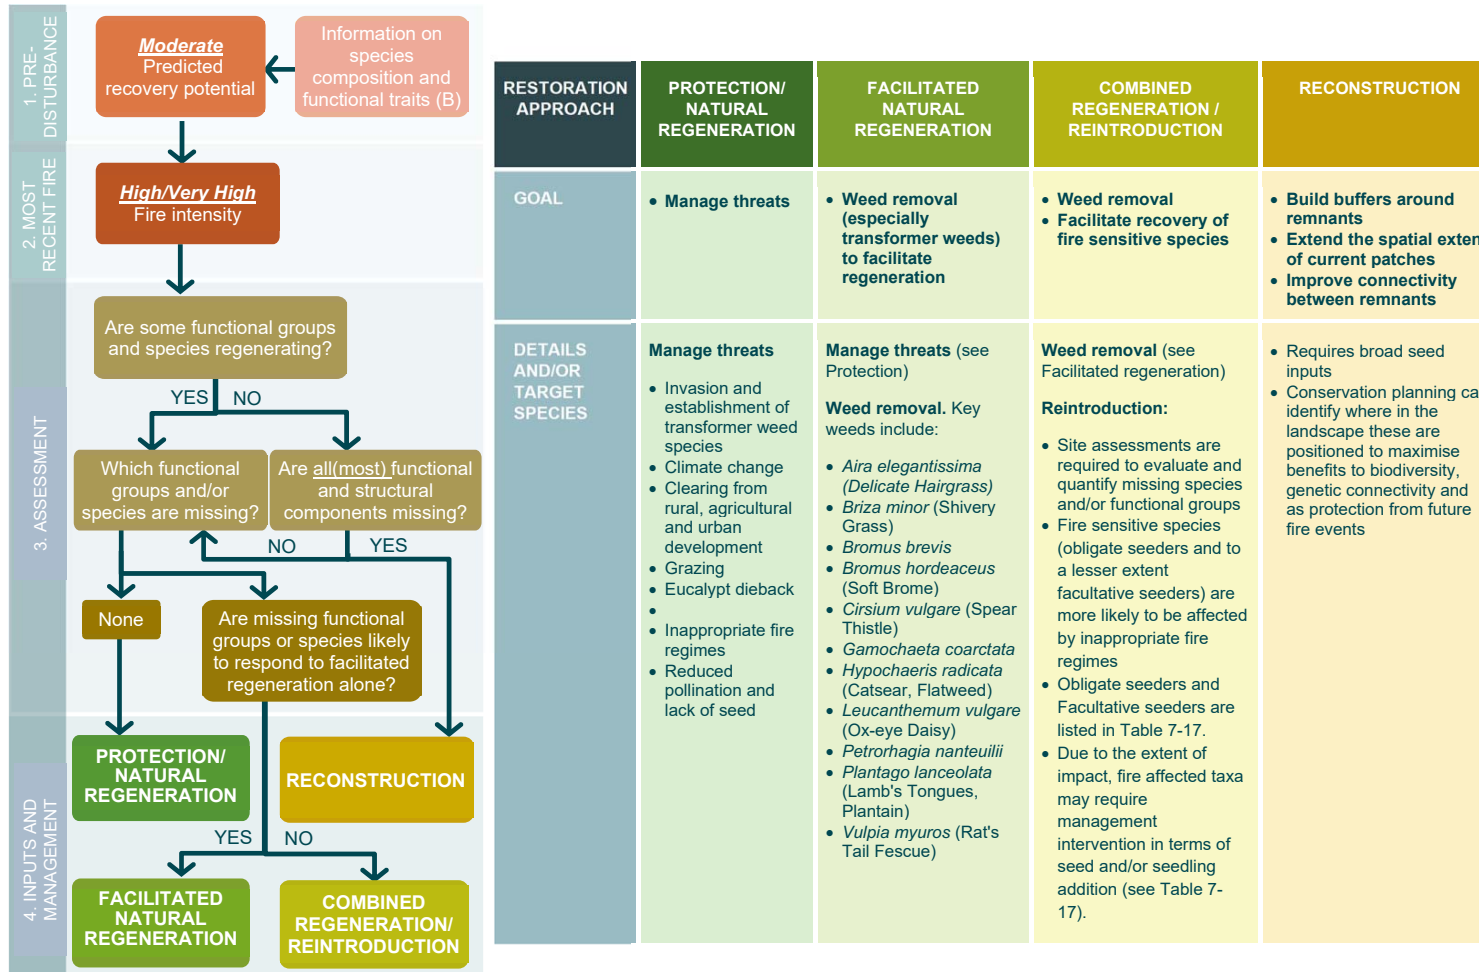 1. PRE-
DISTURBANCE
Moderate
Predicted
recovery potential
Information on
species
composition and
functional traits (B)
2. MOST
RECENT FIRE
High/Very High
Fire intensity
3. ASSESSMENT
Are some functional groups
and species regenerating?
YES
NO
Which functional
groups and/or
species are missing?
Are all(most) functional
and structural
components missing?
NO
YES
None
Are missing functional
groups or species likely
to respond to facilitated
regeneration alone?
4. INPUTS AND
MANAGEMENT
PROTECTION/
NATURAL
REGENERATION
RECONSTRUCTION
YES
NO
FACILITATED
NATURAL
REGENERATION
COMBINED
REGENERATION/
REINTRODUCTION
RESTORATION
APPROACH
PROTECTION/
NATURAL
REGENERATION
FACILITATED
NATURAL
REGENERATION
COMBINED
REGENERATION /
REINTRODUCTION
RECONSTRUCTION
GOAL
• Manage threats
• Weed removal
(especially
transformer weeds)
to facilitate
regeneration
• Weed removal
• Facilitate recovery of
fire sensitive species
• Build buffers around
remnants
• Extend the spatial exten
of current patches
• Improve connectivity
between remnants
DETAILS
AND/OR
TARGET
SPECIES
Manage threats
• Invasion and
establishment of
transformer weed
species
• Climate change
• Clearing from
rural, agricultural
and urban
development
• Grazing
• Eucalypt dieback
•
• Inappropriate fire
regimes
• Reduced
pollination and
lack of seed
Manage threats (see
Protection)
Weed removal. Key
weeds include:
• Aira elegantissima
(Delicate Hairgrass)
• Briza minor (Shivery
Grass)
• Bromus brevis
• Bromus hordeaceus
(Soft Brome)
• Cirsium vulgare (Spear
Thistle)
• Gamochaeta coarctata
• Hypochaeris radicata
(Catsear, Flatweed)
• Leucanthemum vulgare
(Ox-eye Daisy)
• Petrorhagia nanteuilii
• Plantago lanceolata
(Lamb's Tongues,
Plantain)
• Vulpia myuros (Rat's
Tail Fescue)
Weed removal (see
Facilitated regeneration)
Reintroduction:
• Site assessments are
required to evaluate and
quantify missing species
and/or functional groups
• Fire sensitive species
(obligate seeders and to
a lesser extent
facultative seeders) are
more likely to be affected
by inappropriate fire
regimes
• Obligate seeders and
Facultative seeders are
listed in Table 7-17.
• Due to the extent of
impact, fire affected taxa
may require
management
intervention in terms of
seed and/or seedling
addition (see Table 7-
17).
• Requires broad seed
inputs
• Conservation planning ca
identify where in the
landscape these are
positioned to maximise
benefits to biodiversity,
genetic connectivity and
as protection from future
fire events